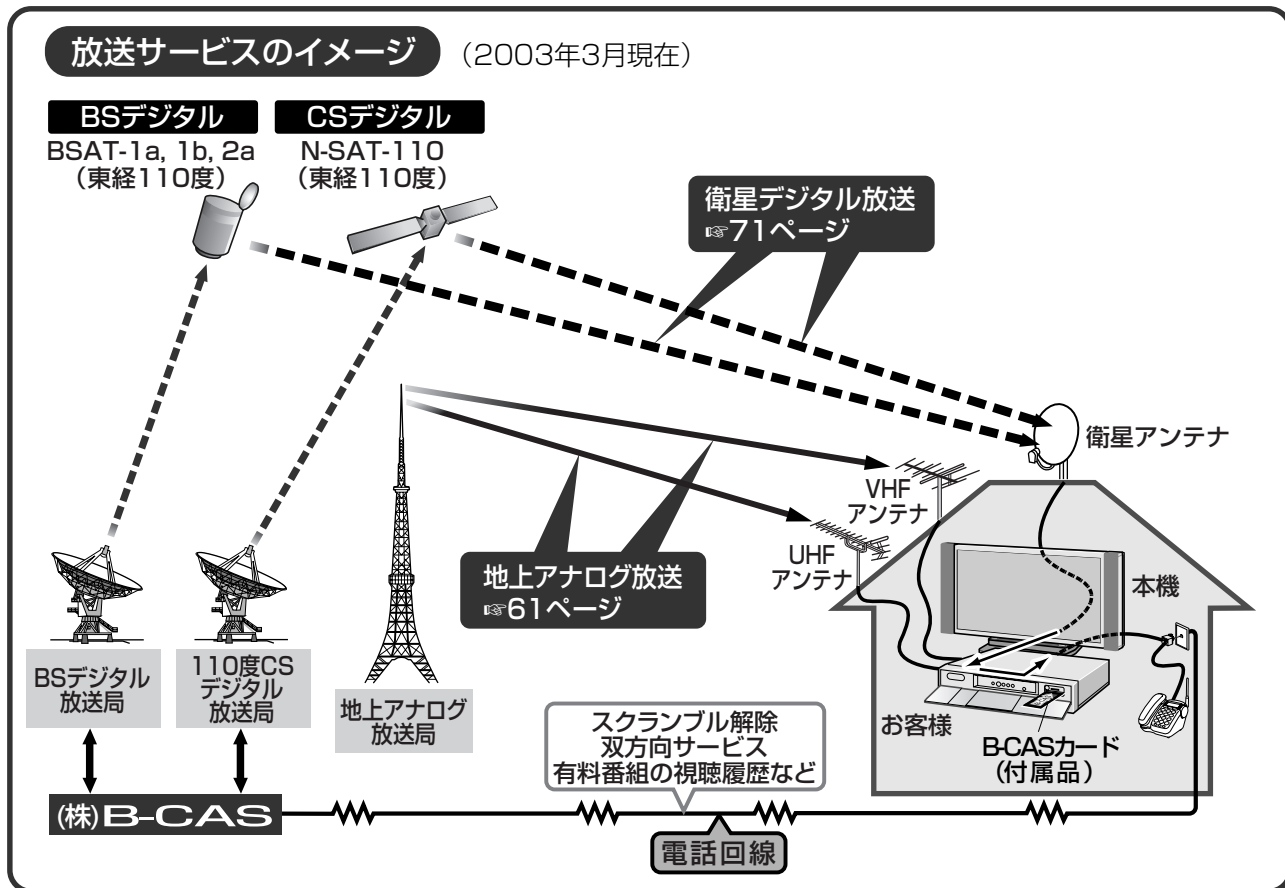 放送サービスのイメージ (2003年3月現在)
BSデジタル
BSAT-1a, 1b, 2a
(東経110度)
CSデジタル
N-SAT-110
(東経110度)
衛星デジタル放送
☞71ページ
衛星アンテナ
VHF
アンテナ
UHF
アンテナ
地上アナログ放送
☞61ページ
本機
BSデジタル
放送局
110度CS
デジタル
放送局
地上アナログ
放送局
お客様
B-CASカード
(付属品)
スクランブル解除
双方向サービス
有料番組の視聴履歴など
(株)B-CAS
電話回線